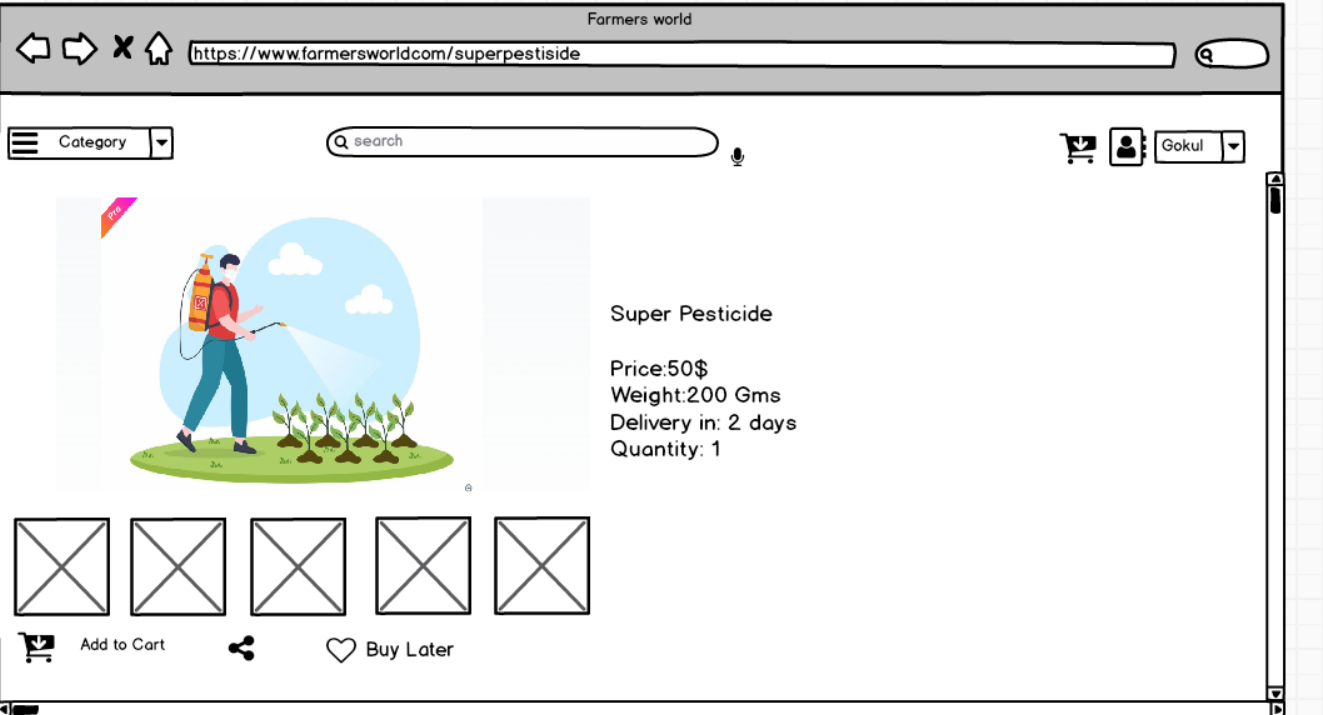 Farmers world
https://www.farmersworldcom/superpestiside
Category
search
Gokul
Pro
Super Pesticide
Price:50$
Weight:200 Gms
Delivery in: 2 days
Quantity: 1
Add to Cart
Buy Later